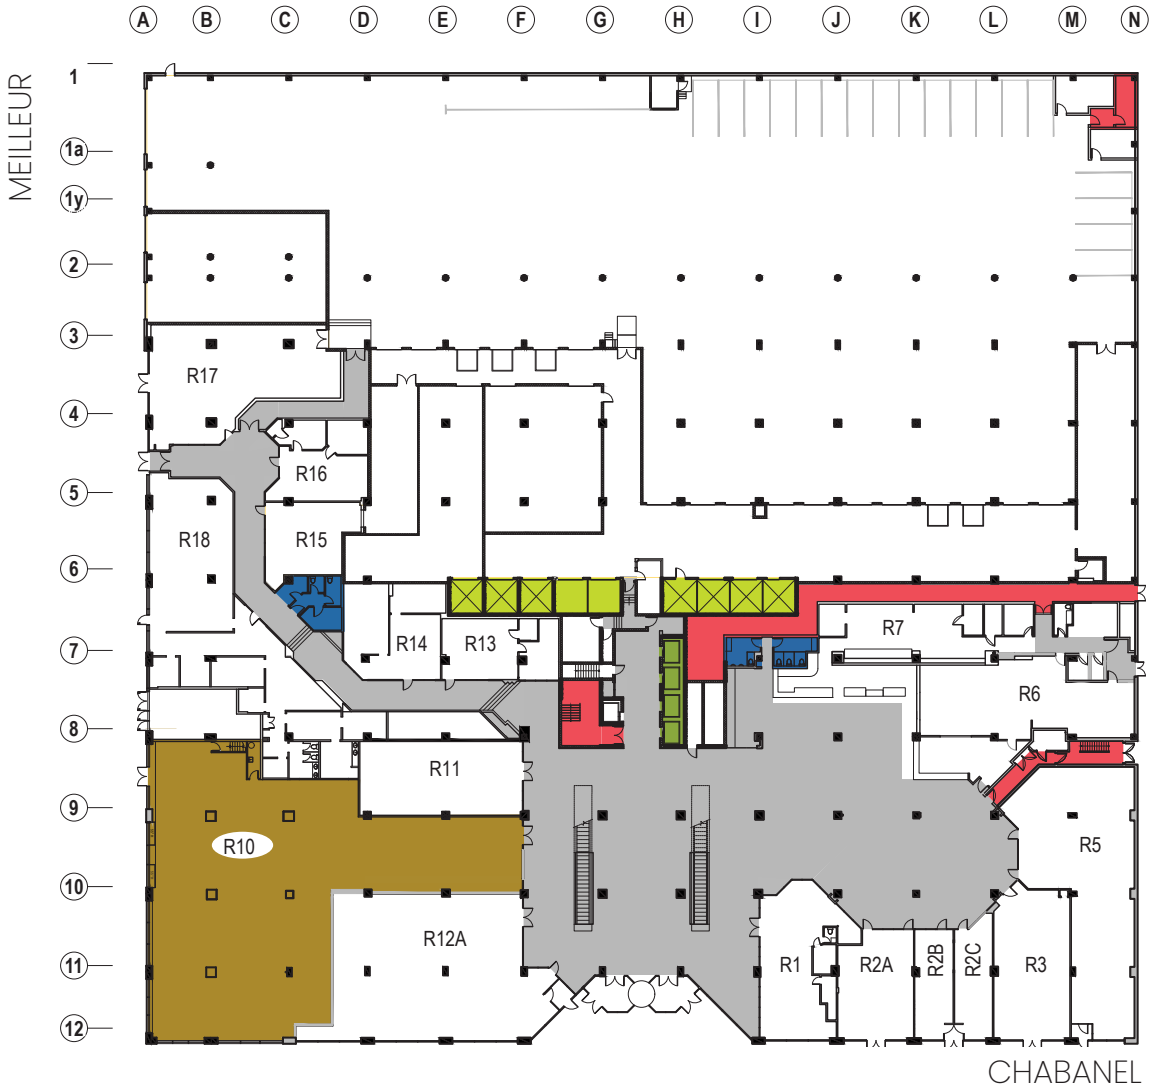 A B C D E F G H I J K L M N
MEILLEUR
1
1a
1y
2
3
R17
4
R16
5
R18
R15
6
R14
R13
R7
7
R6
8
R11
9
R10
R5
10
R12A
R1
R2A
R2B
R2C
R3
11
12
CHABANEL